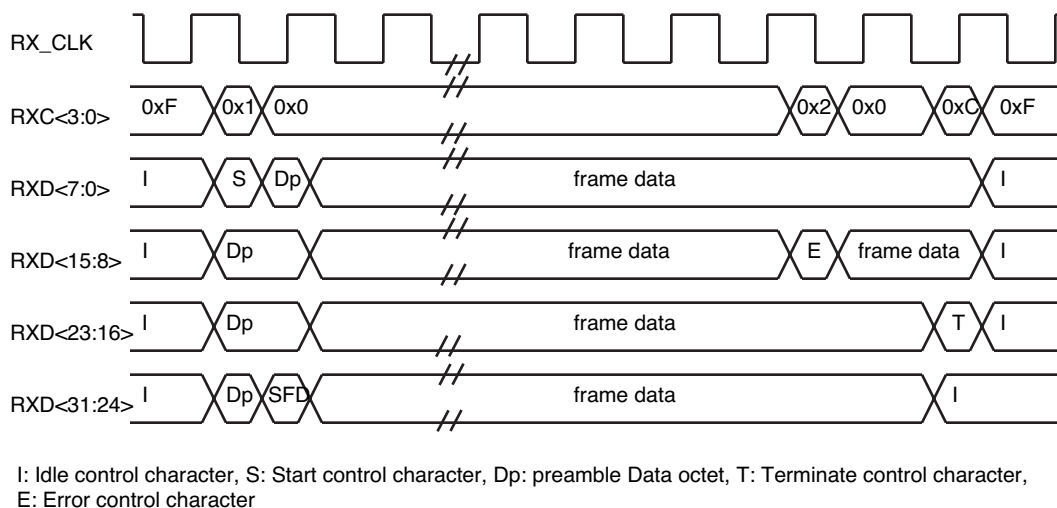 RX_CLK
RXC<3:0> 0xF 0x1 0x0 0x2 0x0 0xC 0xF
RXD<7:0> I S Dp frame data I
RXD<15:8> I Dp frame data E frame data I
RXD<23:16> I Dp frame data T I
RXD<31:24> I Dp SFD frame data I
I: Idle control character, S: Start control character, Dp: preamble Data octet, T: Terminate control character,
E: Error control character